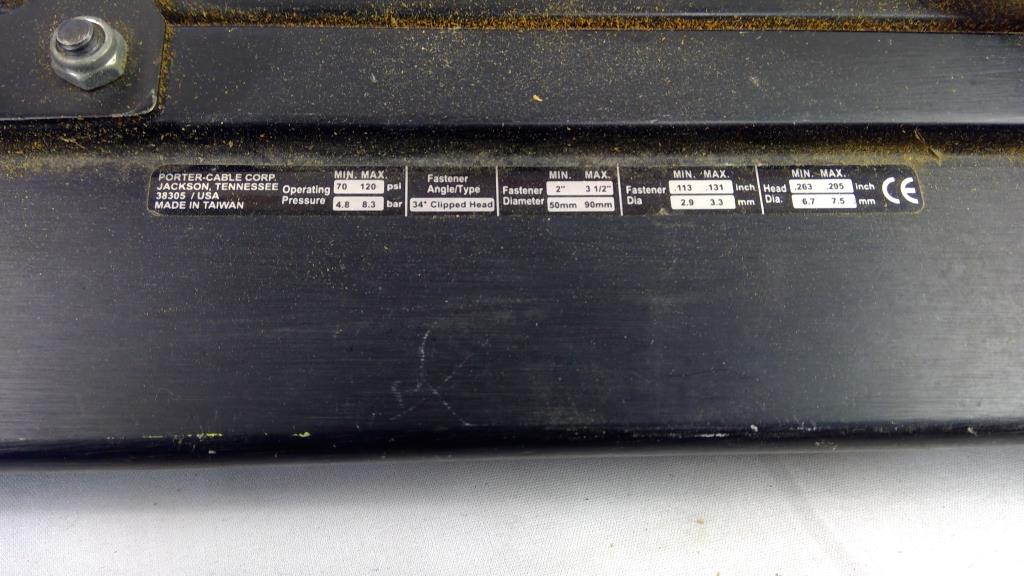 PORTER-CABLE CORP.
JACKSON, TENNESSEE
38305 / USA
MADE IN TAIWAN
MIN. MAX.
Operating 70 120 psi
Pressure 4.8 8.3 bar
Fastener
Angle/Type
34° Clipped Head
MIN. MAX.
Fastener 2" 3 1/2"
Diameter 50mm 90mm
MIN. MAX.
Fastener .113 .131 inch
Dia 2.9 3.3 mm
MIN. MAX.
Head .263 .295 inch
Dia. 6.7 7.5 mm
CE